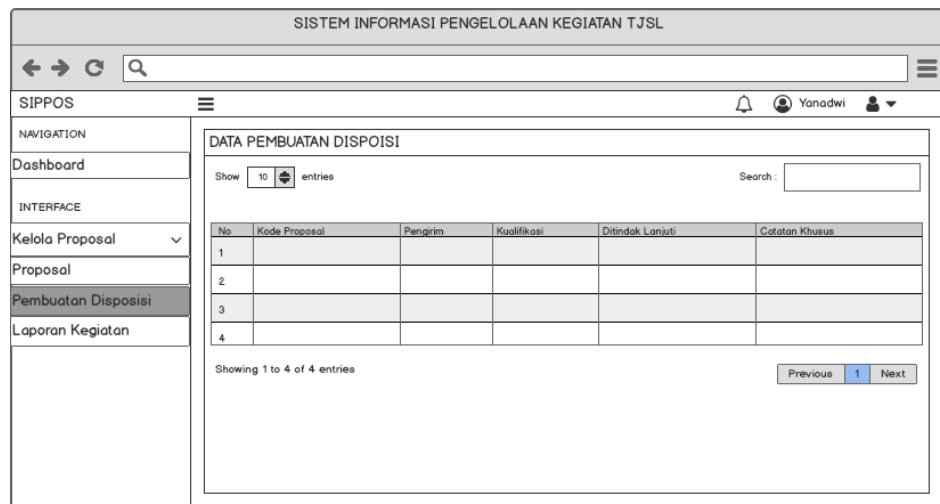 SISTEM INFORMASI PENGELOLAAN KEGIATAN TJSL
SIPPOS
Yanadwi
NAVIGATION
Dashboard
INTERFACE
Kelola Proposal
Proposal
Pembuatan Disposisi
Laporan Kegiatan
DATA PEMBUATAN DISPOISI
Show 10 entries
Search :
No Kode Proposal Pengirim Kualifikasi Ditindak Lanjuti Catatan Khusus
1
2
3
4
Showing 1 to 4 of 4 entries
Previous 1 Next